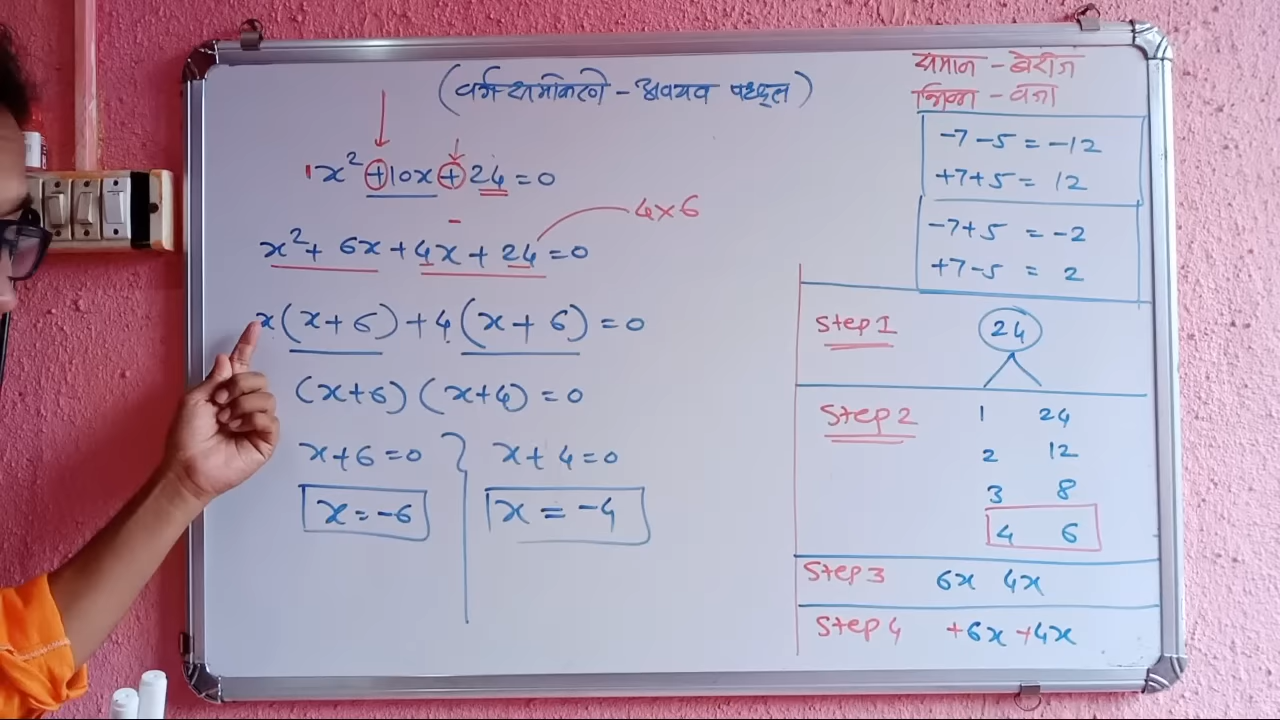 (वर्ग समीकरणे - अवयव पध्दत)
1x² + 10x + 24 = 0
-
4×6
x² + 6x + 4x + 24 = 0
x(x+6) + 4(x+6) = 0
(x+6)(x+4) = 0
x+6=0 x+4=0
x=-6 x=-4
समान - बेरीज
भिन्न - वजा
-7-5 = -12
+7+5 = 12
-7+5 = -2
+7-5 = 2
Step 1 24
Step 2 1 24
2 12
3 8
4 6
Step 3 6x 4x
Step 4 +6x +4x